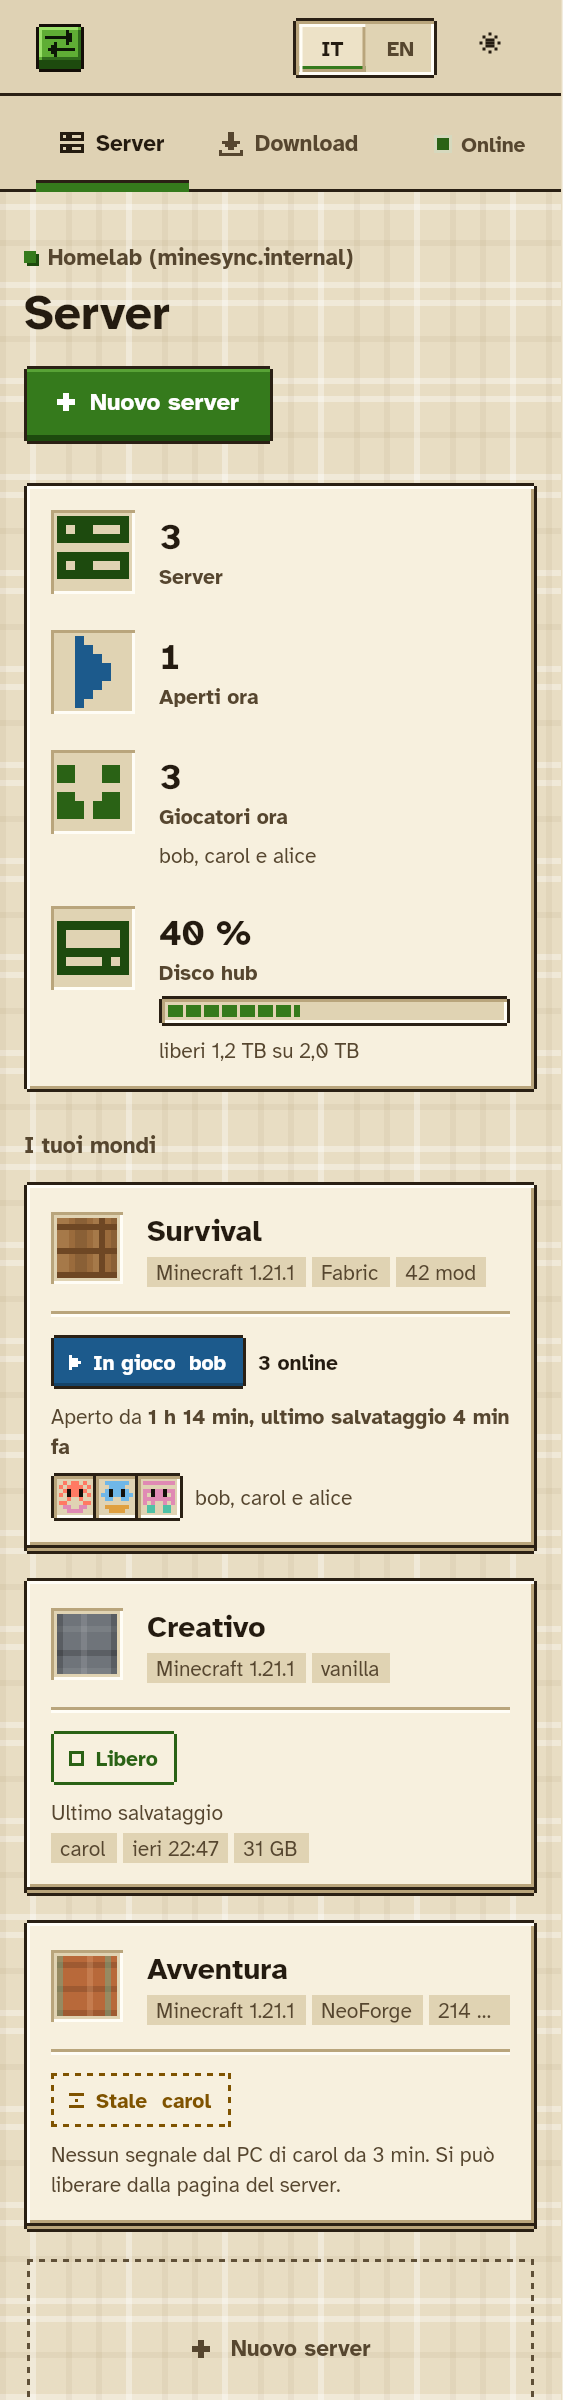 IT EN
Server Download Online
Homelab (minesync.internal)
Server
Nuovo server
3
Server
1
Aperti ora
3
Giocatori ora
bob, carol e alice
40 %
Disco hub
liberi 1,2 TB su 2,0 TB
I tuoi mondi
Survival
Minecraft 1.21.1 Fabric 42 mod
In gioco bob 3 online
Aperto da 1 h 14 min, ultimo salvataggio 4 min
fa
bob, carol e alice
Creativo
Minecraft 1.21.1 vanilla
Libero
Ultimo salvataggio
carol ieri 22:47 31 GB
Avventura
Minecraft 1.21.1 NeoForge 214 ...
Stale carol
Nessun segnale dal PC di carol da 3 min. Si può
liberare dalla pagina del server.
Nuovo server